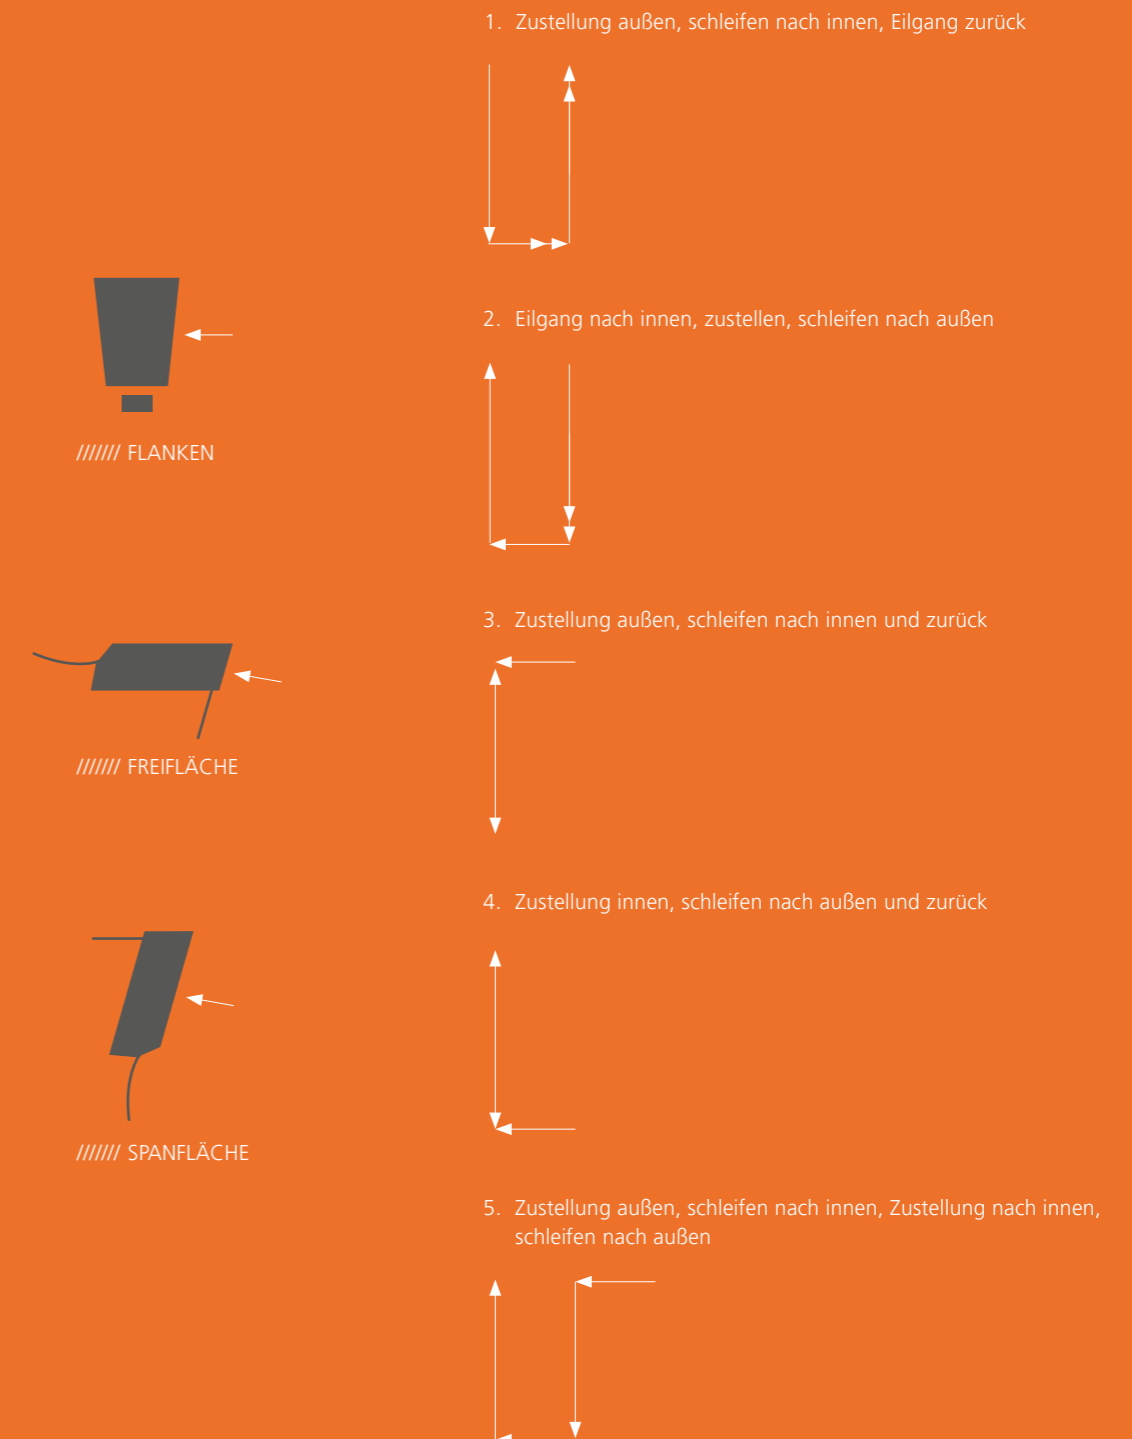 1. Zustellung außen, schleifen nach innen, Eilgang zurück
2. Eilgang nach innen, zustellen, schleifen nach außen
/////// FLANKEN
3. Zustellung außen, schleifen nach innen und zurück
/////// FREIFLÄCHE
4. Zustellung innen, schleifen nach außen und zurück
/////// SPANFLÄCHE
5. Zustellung außen, schleifen nach innen, Zustellung nach innen,
schleifen nach außen